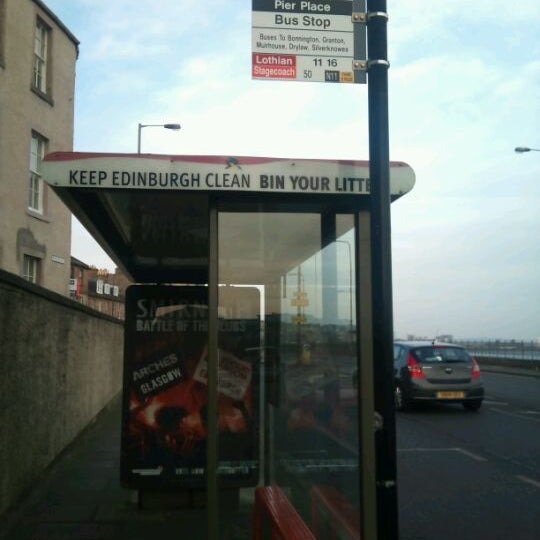 Pier Place
Bus Stop
Buses To Bonnington, Granton,
Muirhouse, Drylaw, Silverknowes
Lothian 11 16
Stagecoach 50 N11
KEEP EDINBURGH CLEAN BIN YOUR
BATTLE OF THE CLUBS
ARCHES
GLASGOW